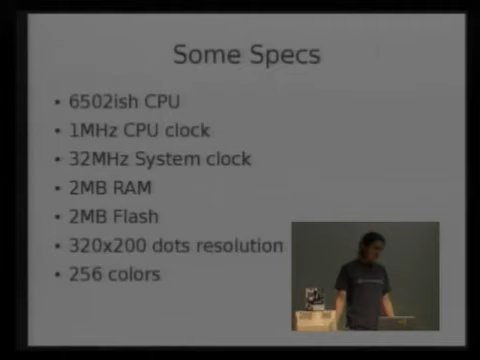 Some Specs
• 6502ish CPU
• 1MHz CPU clock
• 32MHz System clock
• 2MB RAM
• 2MB Flash
• 320x200 dots resolution
• 256 colors